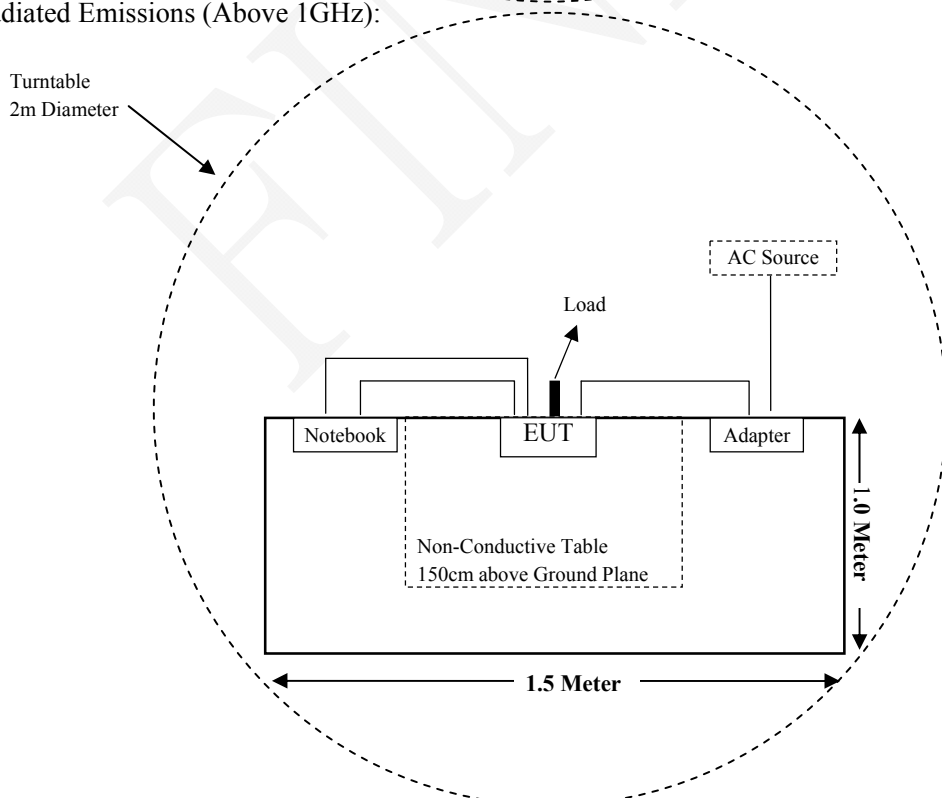 diated Emissions (Above 1GHz):
Turntable
2m Diameter
AC Source
Load
Notebook
EUT
Adapter
1.0 Meter
Non-Conductive Table
150cm above Ground Plane
1.5 Meter